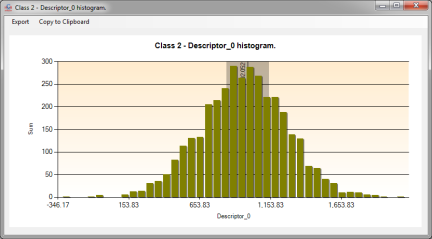 Class 2 - Descriptor_0 histogram.
Export Copy to Clipboard
Class 2 - Descriptor_0 histogram.
300
250
200
150
100
50
0
Sum
-346.17 153.83 653.83 1,153.83 1,653.83
Descriptor_0